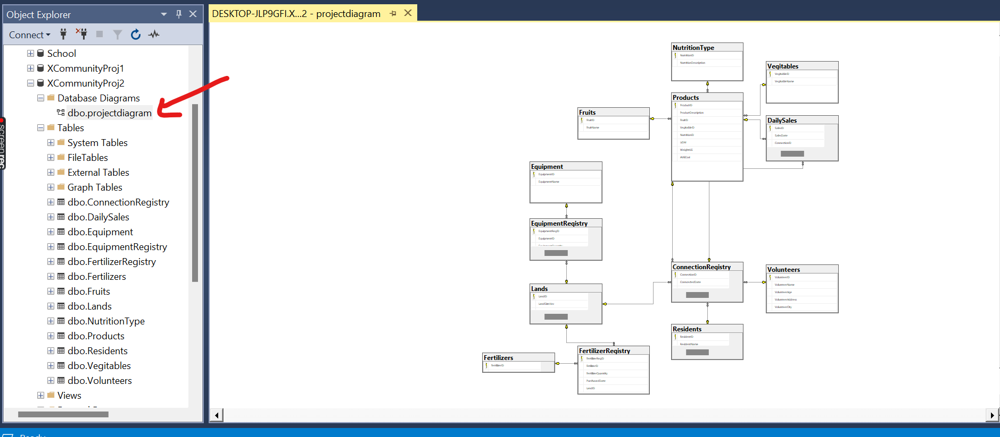 Object Explorer
Connect
School
XCommunityProj1
XCommunityProj2
Database Diagrams
dbo.projectdiagram
Tables
System Tables
FileTables
External Tables
Graph Tables
dbo.ConnectionRegistry
dbo.DailySales
dbo.Equipment
dbo.EquipmentRegistry
dbo.FertilizerRegistry
dbo.Fertilizers
dbo.Fruits
dbo.Lands
dbo.NutritionType
dbo.Products
dbo.Residents
dbo.Vegitables
dbo.Volunteers
Views
screenrec
Ready
DESKTOP-JLP9GFI.X...2 - projectdiagram
NutritionType
NutritionID
NutritionDescription
Vegitables
VegitableID
VegitableName
Products
ProductID
ProductDescription
FruitID
VegitableID
NutritionID
UOM
WeightKG
AVGCost
Fruits
FruitID
FruitName
DailySales
SalesID
SalesDate
ConnectionID
Equipment
EquipmentID
EquipmentName
EquipmentRegistry
EquipmentRegID
EquipmentID
ConnectionRegistry
ConnectionID
ConnectedDate
Volunteers
VolunteerID
VolunteerName
VolunteerAge
VolunteerAddress
VolunteerCity
Lands
LandID
LandSizeHec
Residents
ResidentID
ResidentName
FertilizerRegistry
FertilizerRegID
FertilizerID
FertilizerQuantity
PurchasedDate
LandID
Fertilizers
FertilizerID